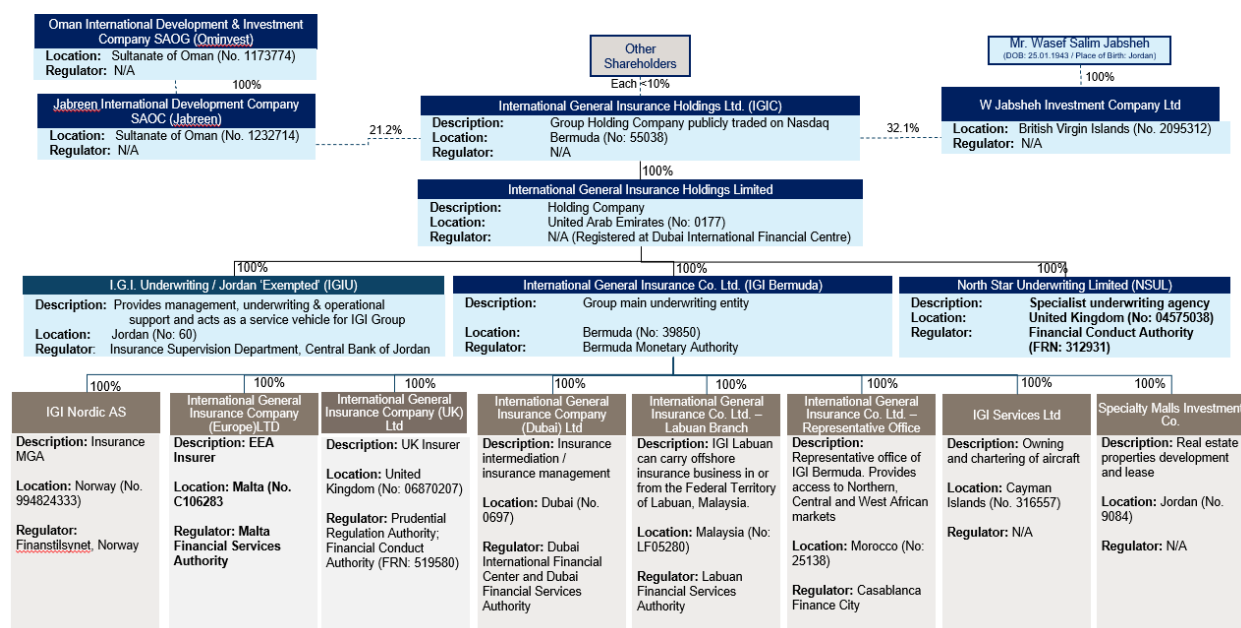 Oman International Development & Investment
Company SAOG (Ominvest)
Location: Sultanate of Oman (No. 1173774)
Regulator: N/A
100%
Jabreen International Development Company
SAOC (Jabreen)
Location: Sultanate of Oman (No. 1232714)
Regulator: N/A
21.2%
Other
Shareholders
Each <10%
International General Insurance Holdings Ltd. (IGIC)
Description: Group Holding Company publicly traded on Nasdaq
Location: Bermuda (No: 55038)
Regulator: N/A
32.1%
Mr. Wasef Salim Jabsheh
(DOB: 25.01.1943 / Place of Birth: Jordan)
100%
W Jabsheh Investment Company Ltd
Location: British Virgin Islands (No. 2095312)
Regulator: N/A
100%
International General Insurance Holdings Limited
Description: Holding Company
Location: United Arab Emirates (No: 0177)
Regulator: N/A (Registered at Dubai International Financial Centre)
100%
100%
100%
I.G.I. Underwriting / Jordan 'Exempted' (IGIU)
Description: Provides management, underwriting & operational
support and acts as a service vehicle for IGI Group
Location: Jordan (No: 60)
Regulator: Insurance Supervision Department, Central Bank of Jordan
International General Insurance Co. Ltd. (IGI Bermuda)
Description: Group main underwriting entity
Location: Bermuda (No: 39850)
Regulator: Bermuda Monetary Authority
North Star Underwriting Limited (NSUL)
Description: Specialist underwriting agency
Location: United Kingdom (No: 04575038)
Regulator: Financial Conduct Authority
(FRN: 312931)
100%
100%
100%
100%
100%
100%
100%
100%
IGI Nordic AS
Description: Insurance
MGA
Location: Norway (No.
994824333)
Regulator:
Finanstilsynet, Norway
International General
Insurance Company
(Europe)LTD
Description: EEA
Insurer
Location: Malta (No.
C106283
Regulator: Malta
Financial Services
Authority
International General
Insurance Company (UK)
Ltd
Description: UK Insurer
Location: United
Kingdom (No: 06870207)
Regulator: Prudential
Regulation Authority;
Financial Conduct
Authority (FRN: 519580)
International General
Insurance Company
(Dubai) Ltd
Description: Insurance
intermediation /
insurance management
Location: Dubai (No.
0697)
Regulator: Dubai
International Financial
Center and Dubai
Financial Services
Authority
International General
Insurance Co. Ltd. –
Labuan Branch
Description: IGI Labuan
can carry offshore
insurance business in or
from the Federal Territory
of Labuan, Malaysia.
Location: Malaysia (No:
LF05280)
Regulator: Labuan
Financial Services
Authority
International General
Insurance Co. Ltd. –
Representative Office
Description:
Representative office of
IGI Bermuda. Provides
access to Northern,
Central and West African
markets
Location: Morocco (No:
25138)
Regulator: Casablanca
Finance City
IGI Services Ltd
Description: Owning
and chartering of aircraft
Location: Cayman
Islands (No. 316557)
Regulator: N/A
Specialty Malls Investment
Co.
Description: Real estate
properties development
and lease
Location: Jordan (No.
9084)
Regulator: N/A